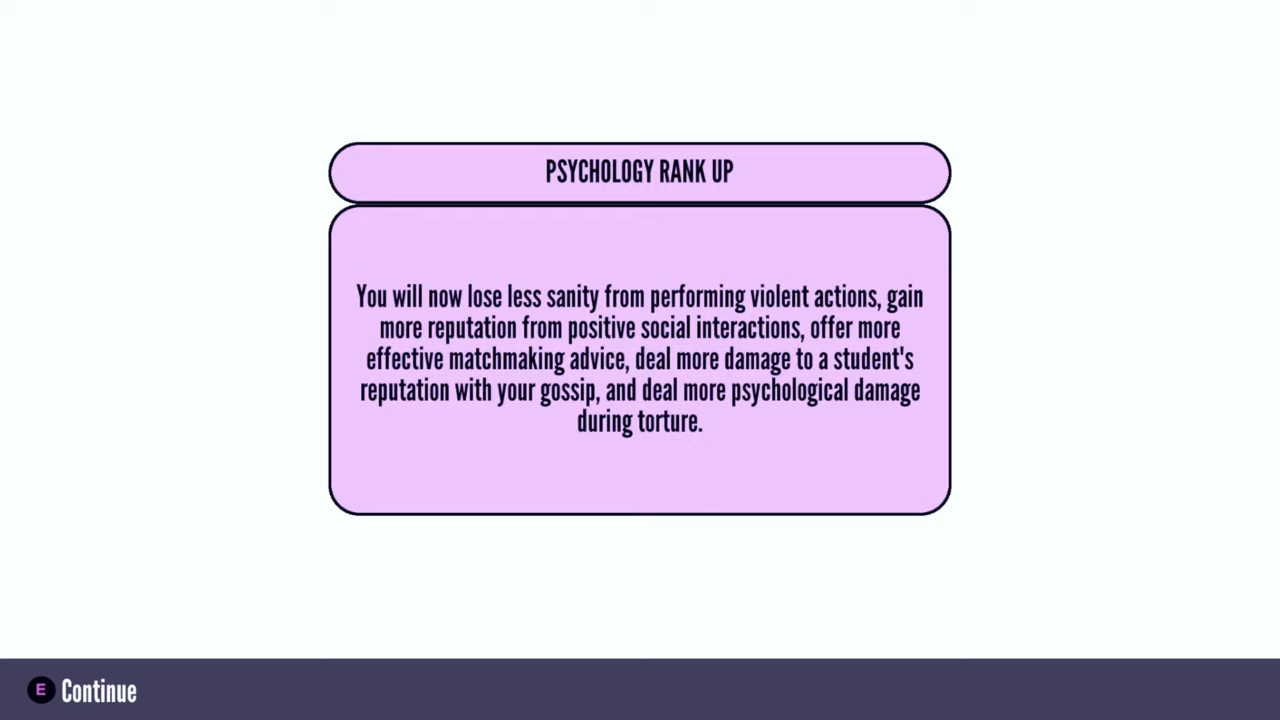 PSYCHOLOGY RANK UP
You will now lose less sanity from performing violent actions, gain
more reputation from positive social interactions, offer more
effective matchmaking advice, deal more damage to a student's
reputation with your gossip, and deal more psychological damage
during torture.
E Continue